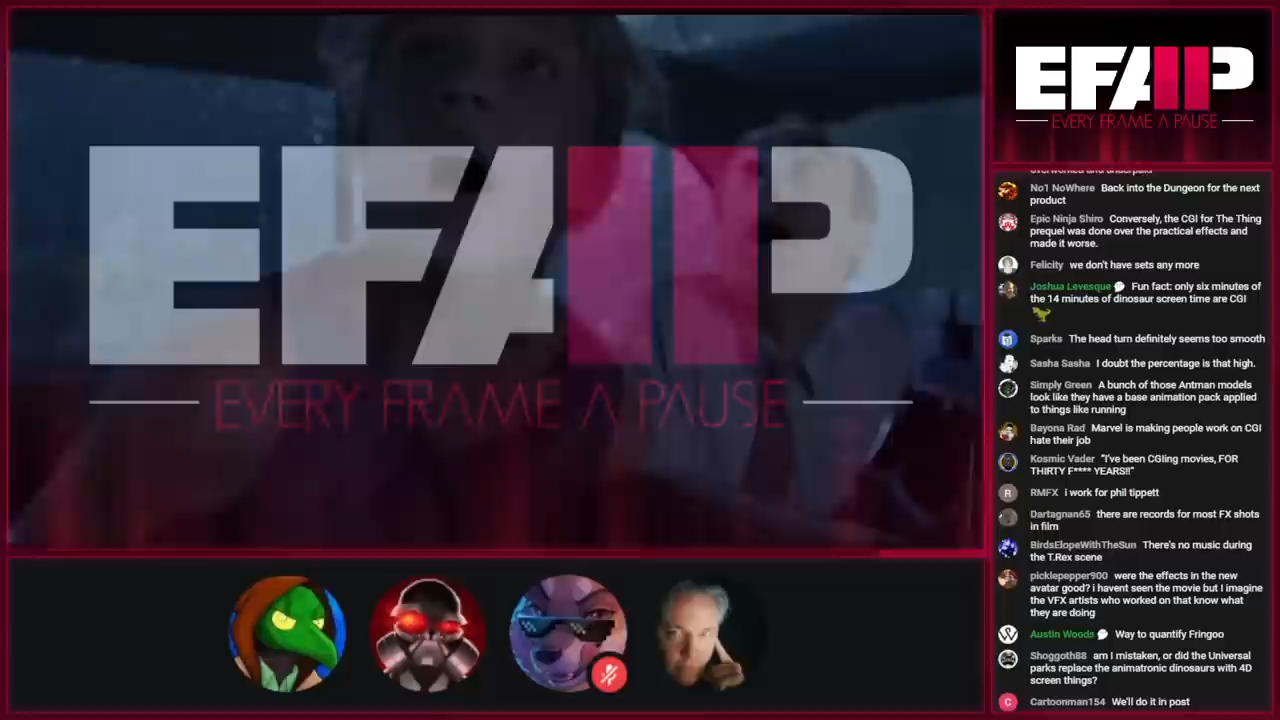 EFAP
EVERY FRAME A PAUSE
EFAP
EVERY FRAME A PAUSE
overworked and underpaid
No1 NoWhere Back into the Dungeon for the next
product
Epic Ninja Shiro Conversely, the CGI for The Thing
prequel was done over the practical effects and
made it worse.
Felicity we don't have sets any more
Joshua Levesque Fun fact: only six minutes of
the 14 minutes of dinosaur screen time are CGI
Sparks The head turn definitely seems too smooth
Sasha Sasha I doubt the percentage is that high.
Simply Green A bunch of those Antman models
look like they have a base animation pack applied
to things like running
Bayona Rad Marvel is making people work on CGI
hate their job
Kosmic Vader “I've been CGIing movies, FOR
THIRTY F**** YEARS!!”
R
RMFX i work for phil tippett
Dartagnan65 there are records for most FX shots
in film
BirdsElopeWithTheSun There's no music during
the T.Rex scene
picklepepper900 were the effects in the new
avatar good? i havent seen the movie but I imagine
the VFX artists who worked on that know what
they are doing
Austin Woods Way to quantify Fringoo
Shoggoth88 am I mistaken, or did the Universal
parks replace the animatronic dinosaurs with 4D
screen things?
C
Cartoonman154 We'll do it in post